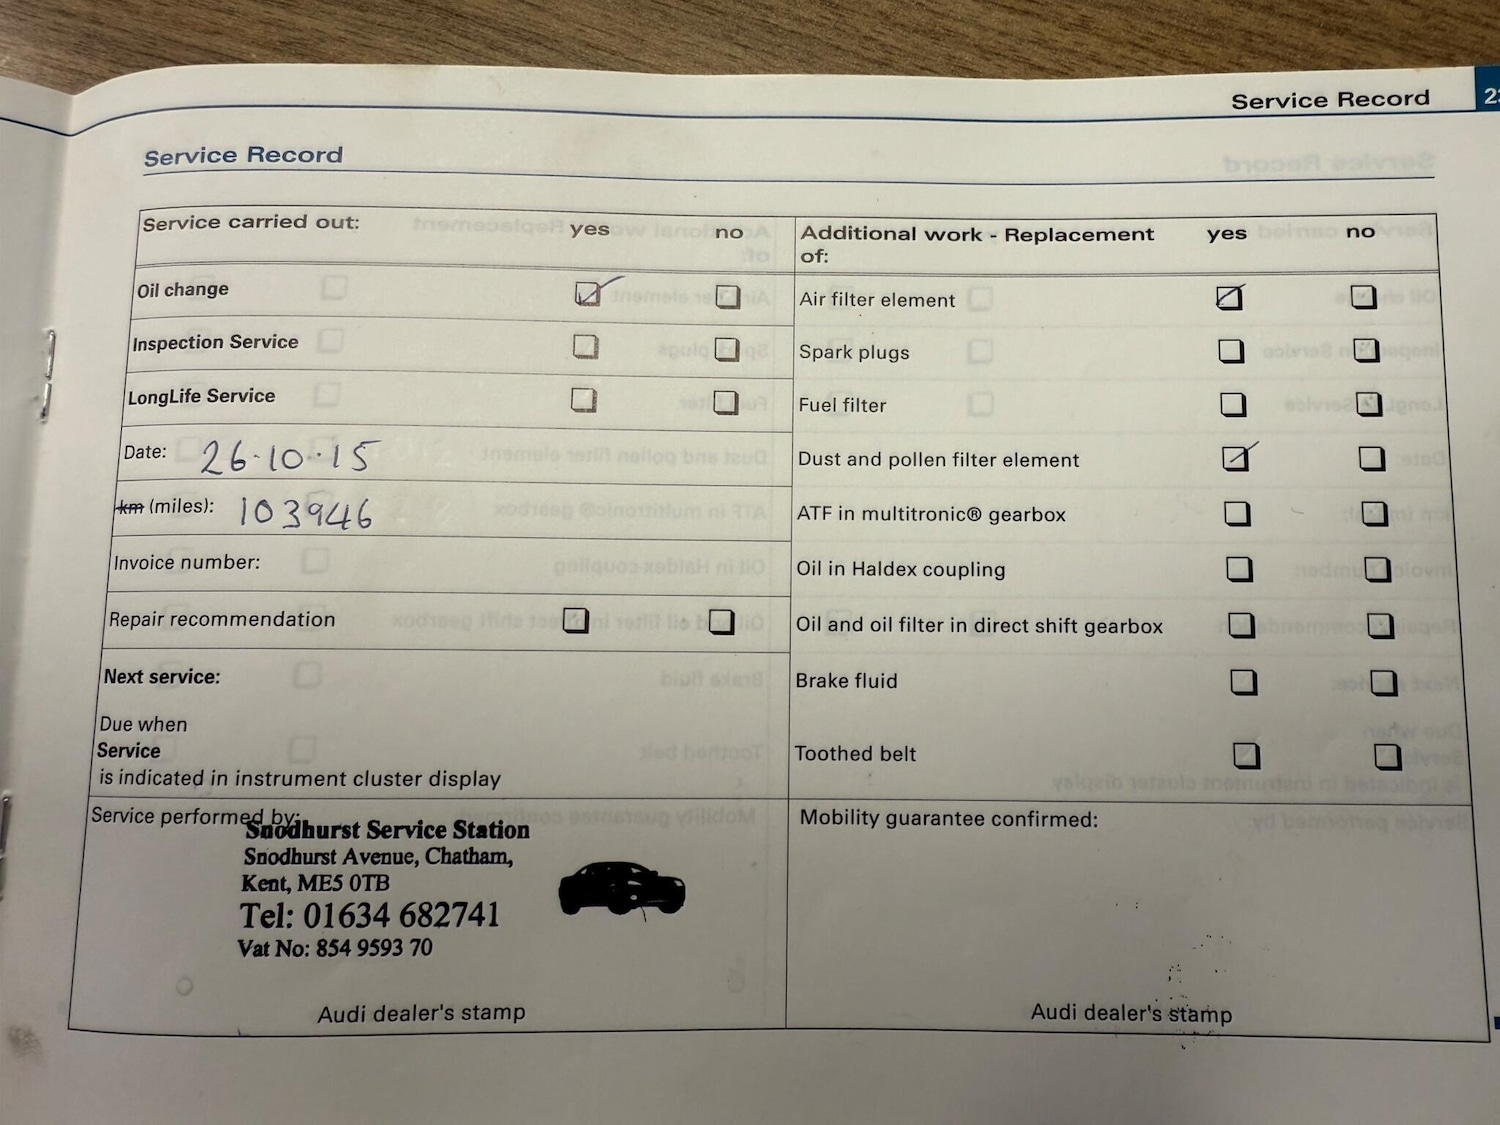 Service Record
Service Record
Service carried out: yes no
Oil change
Inspection Service
LongLife Service
Date: 26.10.15
km (miles): 103946
Invoice number:
Repair recommendation
Next service:
Due when
Service
is indicated in instrument cluster display
Service performed by:
Snodhurst Service Station
Snodhurst Avenue, Chatham,
Kent, ME5 0TB
Tel: 01634 682741
Vat No: 854 9593 70
Audi dealer's stamp
Additional work - Replacement yes no
of:
Air filter element
Spark plugs
Fuel filter
Dust and pollen filter element
ATF in multitronic® gearbox
Oil in Haldex coupling
Oil and oil filter in direct shift gearbox
Brake fluid
Toothed belt
Mobility guarantee confirmed:
Audi dealer's stamp